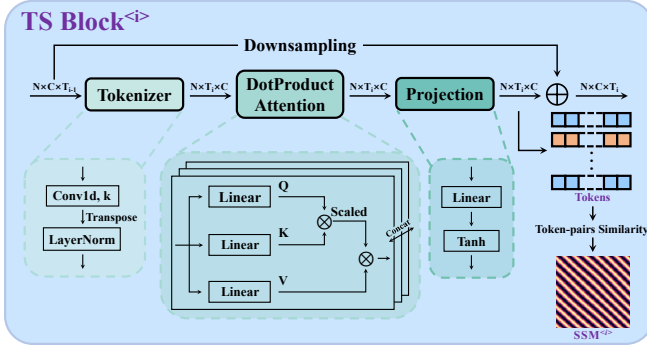 TS Block<i>
Downsampling
N×C×Ti-1
Tokenizer
N×Ti×C
DotProduct
Attention
N×Ti×C
Projection
N×Ti×C
N×C×Ti
Conv1d, k
Transpose
LayerNorm
Linear
Q
Linear
K
Linear
V
Scaled
Concat
Linear
Tanh
Tokens
Token-pairs Similarity
SSM<i>